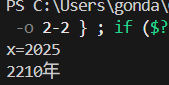 PS C:\Users\gonda\
-o 2-2 } ; if ($?
x=2025
2210年